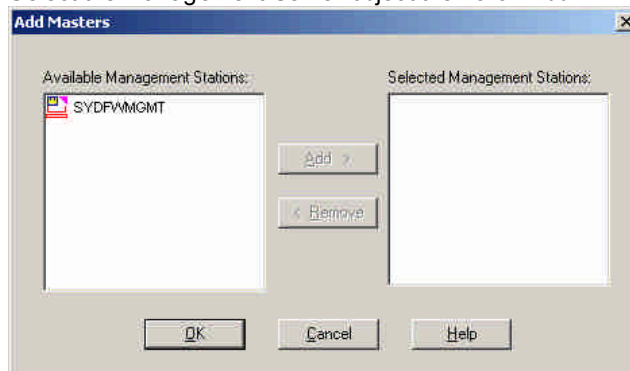 Add Masters
Available Management Stations:
Selected Management Stations:
SYDFWMGMT
Add >
< Remove
OK
Cancel
Help